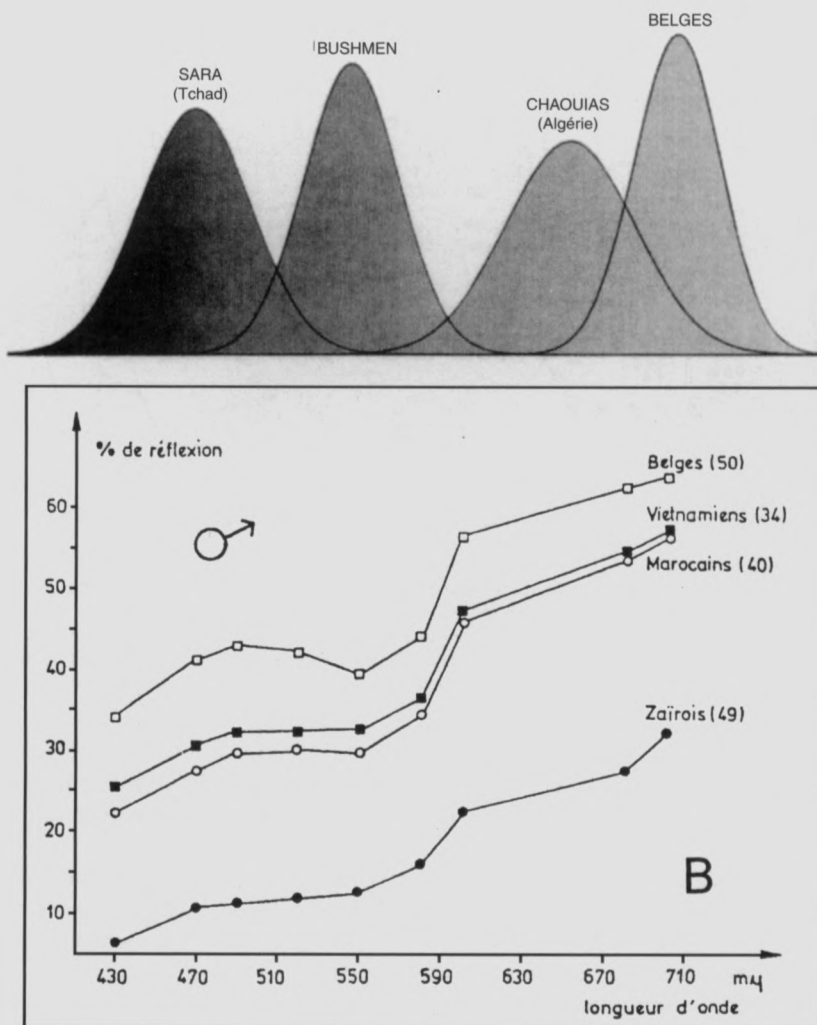 SARA
(Tchad)
BUSHMEN
CHAOUIAS
(Algérie)
BELGES
% de réflexion
60
50
40
30
20
10
Belges (50)
Vietnamiens (34)
Marocains (40)
Zaïrois (49)
B
430 470 510 550 590 630 670 710 mμ
longueur d'onde